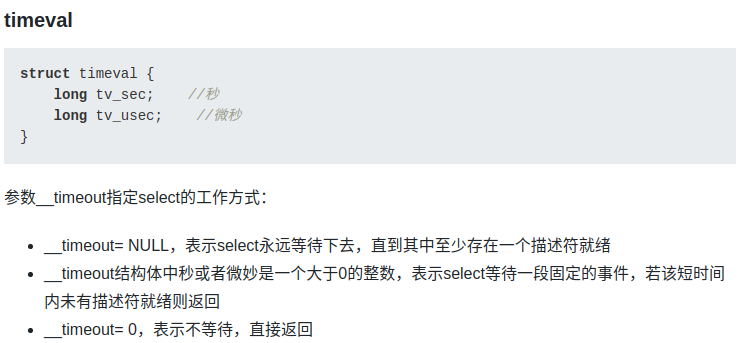 timeval
struct timeval {
    long tv_sec;    //秒
    long tv_usec;    //微秒
}
参数__timeout指定select的工作方式：
• __timeout= NULL，表示select永远等待下去，直到其中至少存在一个描述符就绪
• __timeout结构体中秒或者微妙是一个大于0的整数，表示select等待一段固定的事件，若该短时间
内未有描述符就绪则返回
• __timeout= 0，表示不等待，直接返回